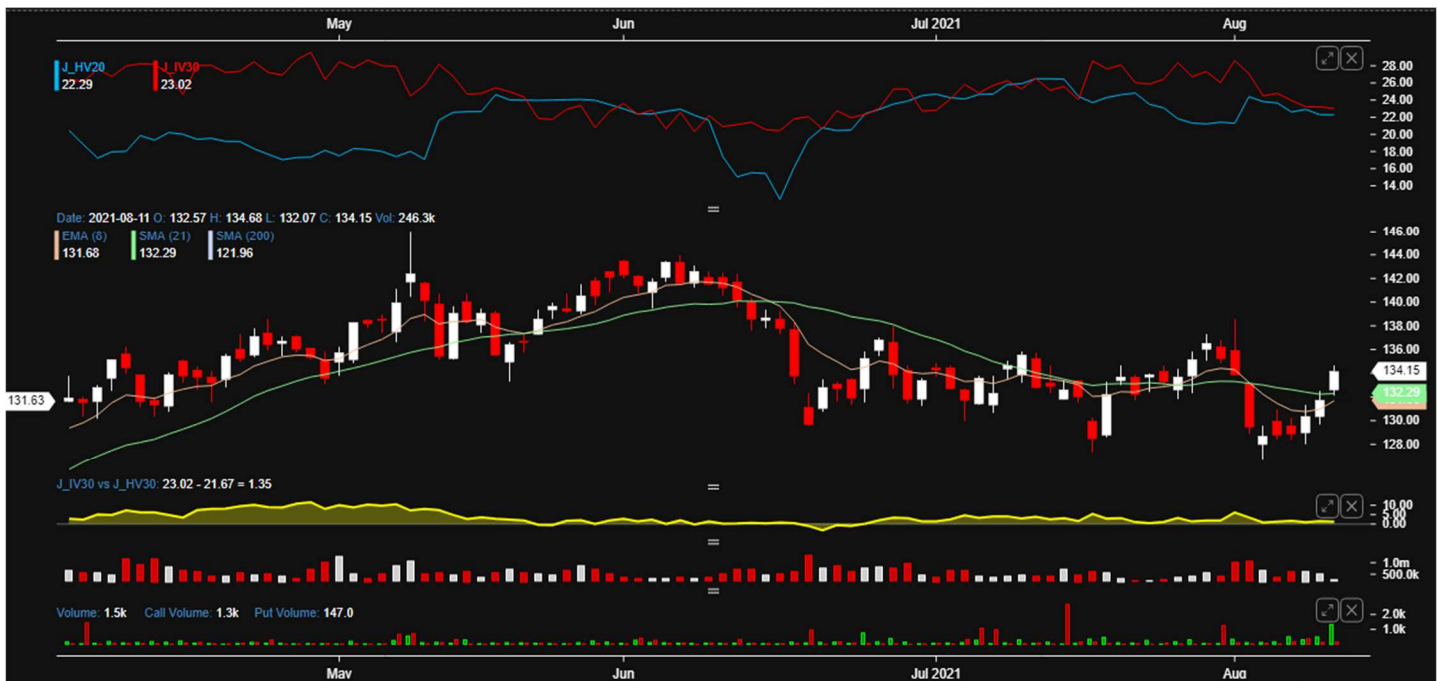 May Jun Jul 2021 Aug
J_HV20 J_IV30
22.29 23.02
28.00
26.00
24.00
22.00
20.00
18.00
16.00
14.00
Date: 2021-08-11 O: 132.57 H: 134.68 L: 132.07 C: 134.15 Vol: 246.3k
EMA (8) SMA (21) SMA (200)
131.68 132.29 121.96
146.00
144.00
142.00
140.00
138.00
136.00
134.15
132.29
131.63
130.00
128.00
J_IV30 vs J_HV30: 23.02 - 21.67 = 1.35
10.00
5.00
0.00
1.0m
500.0k
Volume: 1.5k Call Volume: 1.3k Put Volume: 147.0
2.0k
1.0k
May Jun Jul 2021 Aug